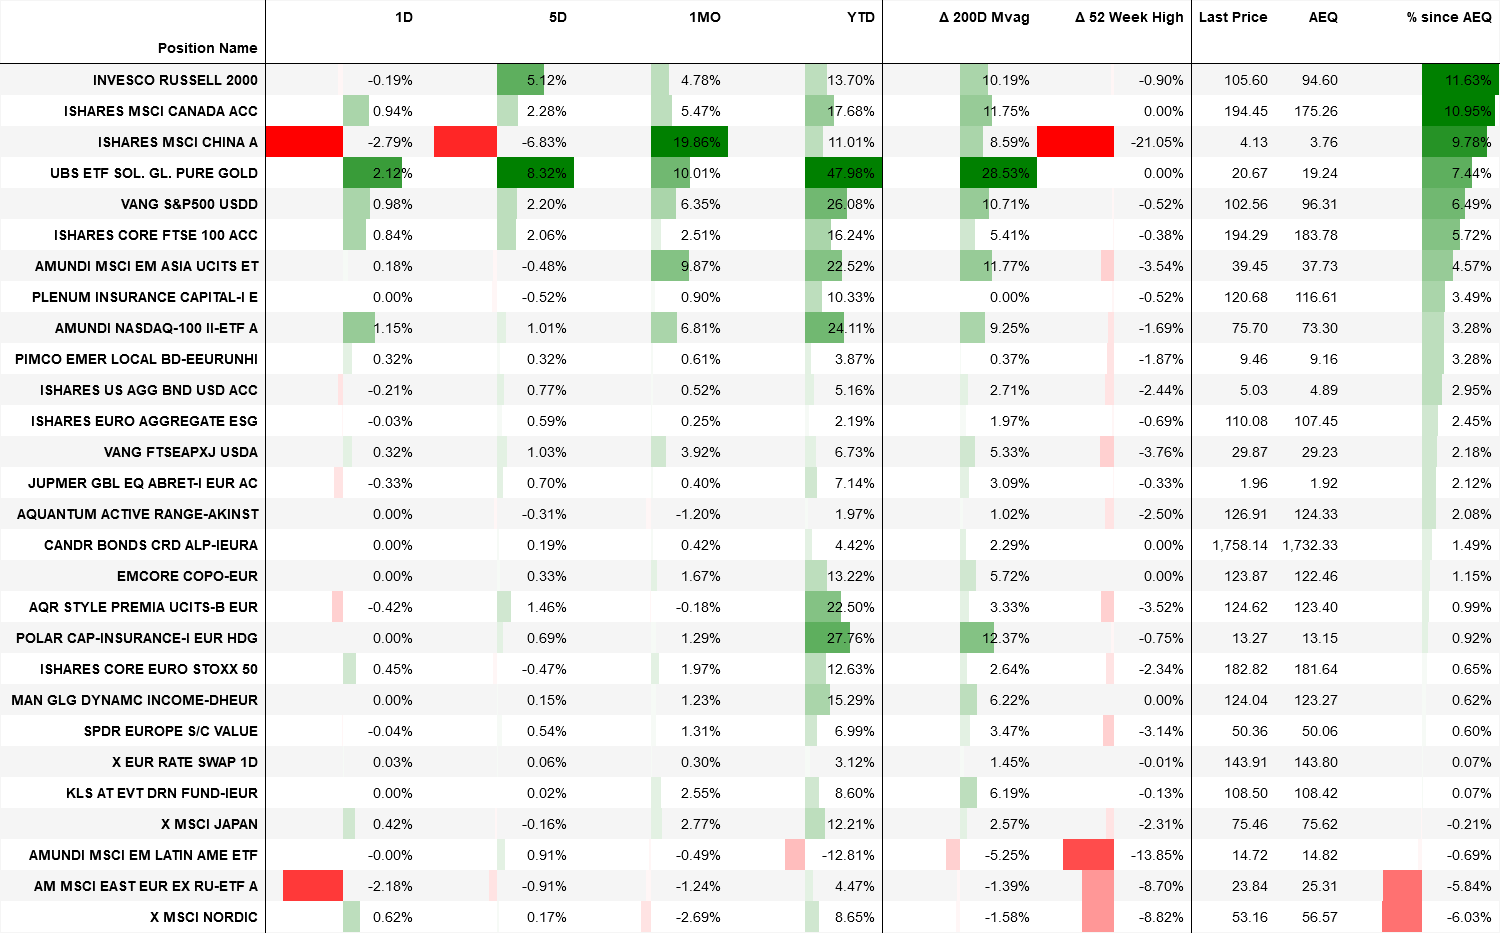 1D 5D 1MO YTD Δ 200D Mvag Δ 52 Week High Last Price AEQ % since AEQ
Position Name
INVESCO RUSSELL 2000 -0.19% 5.12% 4.78% 13.70% 10.19% -0.90% 105.60 94.60 11.63%
ISHARES MSCI CANADA ACC 0.94% 2.28% 5.47% 17.68% 11.75% 0.00% 194.45 175.26 10.95%
ISHARES MSCI CHINA A -2.79% -6.83% 19.86% 11.01% 8.59% -21.05% 4.13 3.76 9.78%
UBS ETF SOL. GL. PURE GOLD 2.12% 8.32% 10.01% 47.98% 28.53% 0.00% 20.67 19.24 7.44%
VANG S&P500 USDD 0.98% 2.20% 6.35% 26.08% 10.71% -0.52% 102.56 96.31 6.49%
ISHARES CORE FTSE 100 ACC 0.84% 2.06% 2.51% 16.24% 5.41% -0.38% 194.29 183.78 5.72%
AMUNDI MSCI EM ASIA UCITS ET 0.18% -0.48% 9.87% 22.52% 11.77% -3.54% 39.45 37.73 4.57%
PLENUM INSURANCE CAPITAL-I E 0.00% -0.52% 0.90% 10.33% 0.00% -0.52% 120.68 116.61 3.49%
AMUNDI NASDAQ-100 II-ETF A 1.15% 1.01% 6.81% 24.11% 9.25% -1.69% 75.70 73.30 3.28%
PIMCO EMER LOCAL BD-EEURUNHI 0.32% 0.32% 0.61% 3.87% 0.37% -1.87% 9.46 9.16 3.28%
ISHARES US AGG BND USD ACC -0.21% 0.77% 0.52% 5.16% 2.71% -2.44% 5.03 4.89 2.95%
ISHARES EURO AGGREGATE ESG -0.03% 0.59% 0.25% 2.19% 1.97% -0.69% 110.08 107.45 2.45%
VANG FTSEAPXJ USDA 0.32% 1.03% 3.92% 6.73% 5.33% -3.76% 29.87 29.23 2.18%
JUPMER GBL EQ ABRET-I EUR AC -0.33% 0.70% 0.40% 7.14% 3.09% -0.33% 1.96 1.92 2.12%
AQUANTUM ACTIVE RANGE-AKINST 0.00% -0.31% -1.20% 1.97% 1.02% -2.50% 126.91 124.33 2.08%
CANDR BONDS CRD ALP-IEURA 0.00% 0.19% 0.42% 4.42% 2.29% 0.00% 1,758.14 1,732.33 1.49%
EMCORE COPO-EUR 0.00% 0.33% 1.67% 13.22% 5.72% 0.00% 123.87 122.46 1.15%
AQR STYLE PREMIA UCITS-B EUR -0.42% 1.46% -0.18% 22.50% 3.33% -3.52% 124.62 123.40 0.99%
POLAR CAP-INSURANCE-I EUR HDG 0.00% 0.69% 1.29% 27.76% 12.37% -0.75% 13.27 13.15 0.92%
ISHARES CORE EURO STOXX 50 0.45% -0.47% 1.97% 12.63% 2.64% -2.34% 182.82 181.64 0.65%
MAN GLG DYNAMC INCOME-DHEUR 0.00% 0.15% 1.23% 15.29% 6.22% 0.00% 124.04 123.27 0.62%
SPDR EUROPE S/C VALUE -0.04% 0.54% 1.31% 6.99% 3.47% -3.14% 50.36 50.06 0.60%
X EUR RATE SWAP 1D 0.03% 0.06% 0.30% 3.12% 1.45% -0.01% 143.91 143.80 0.07%
KLS AT EVT DRN FUND-IEUR 0.00% 0.02% 2.55% 8.60% 6.19% -0.13% 108.50 108.42 0.07%
X MSCI JAPAN 0.42% -0.16% 2.77% 12.21% 2.57% -2.31% 75.46 75.62 -0.21%
AMUNDI MSCI EM LATIN AME ETF -0.00% 0.91% -0.49% -12.81% -5.25% -13.85% 14.72 14.82 -0.69%
AM MSCI EAST EUR EX RU-ETF A -2.18% -0.91% -1.24% 4.47% -1.39% -8.70% 23.84 25.31 -5.84%
X MSCI NORDIC 0.62% 0.17% -2.69% 8.65% -1.58% -8.82% 53.16 56.57 -6.03%